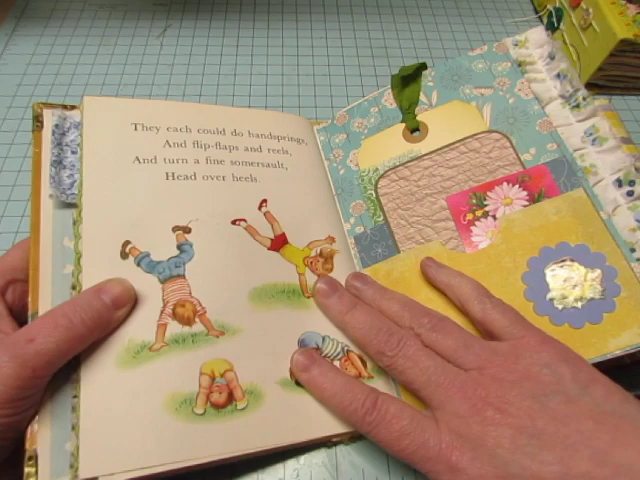 They each could do handsprings,
And flip-flaps and reels,
And turn a fine somersault,
Head over heels.